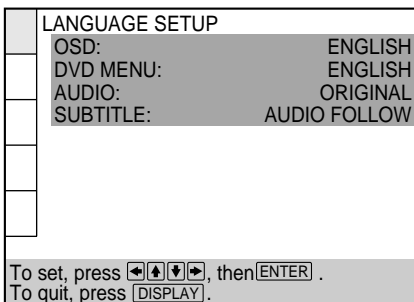 LANGUAGE SETUP
OSD: ENGLISH
DVD MENU: ENGLISH
AUDIO: ORIGINAL
SUBTITLE: AUDIO FOLLOW
To set, press ←↑↓→, then ENTER .
To quit, press DISPLAY.